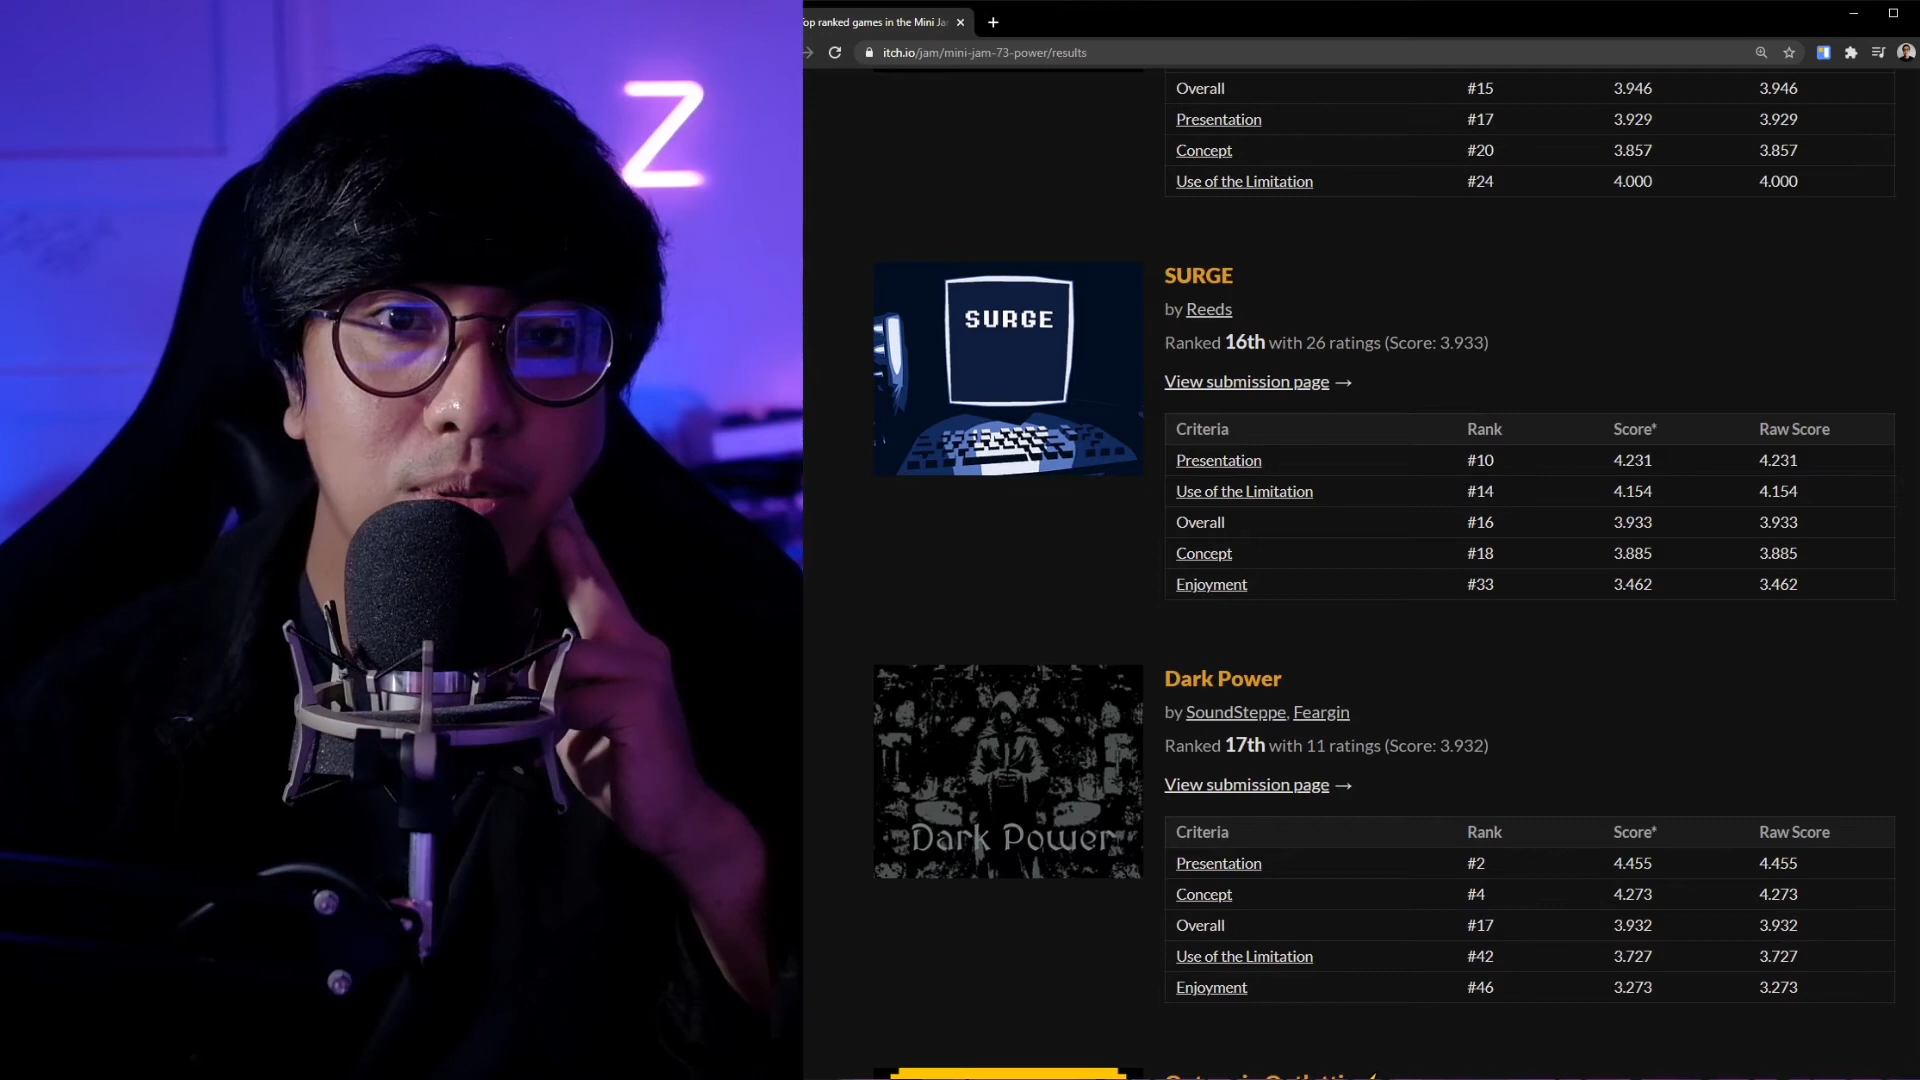 Z
Top ranked games in the Mini Ja
itch.io/jam/mini-jam-73-power/results
Overall #15 3.946 3.946
Presentation #17 3.929 3.929
Concept #20 3.857 3.857
Use of the Limitation #24 4.000 4.000
SURGE
SURGE
by Reeds
Ranked 16th with 26 ratings (Score: 3.933)
View submission page →
Criteria Rank Score* Raw Score
Presentation #10 4.231 4.231
Use of the Limitation #14 4.154 4.154
Overall #16 3.933 3.933
Concept #18 3.885 3.885
Enjoyment #33 3.462 3.462
Dark Power
Dark Power
by SoundSteppe, Feargin
Ranked 17th with 11 ratings (Score: 3.932)
View submission page →
Criteria Rank Score* Raw Score
Presentation #2 4.455 4.455
Concept #4 4.273 4.273
Overall #17 3.932 3.932
Use of the Limitation #42 3.727 3.727
Enjoyment #46 3.273 3.273